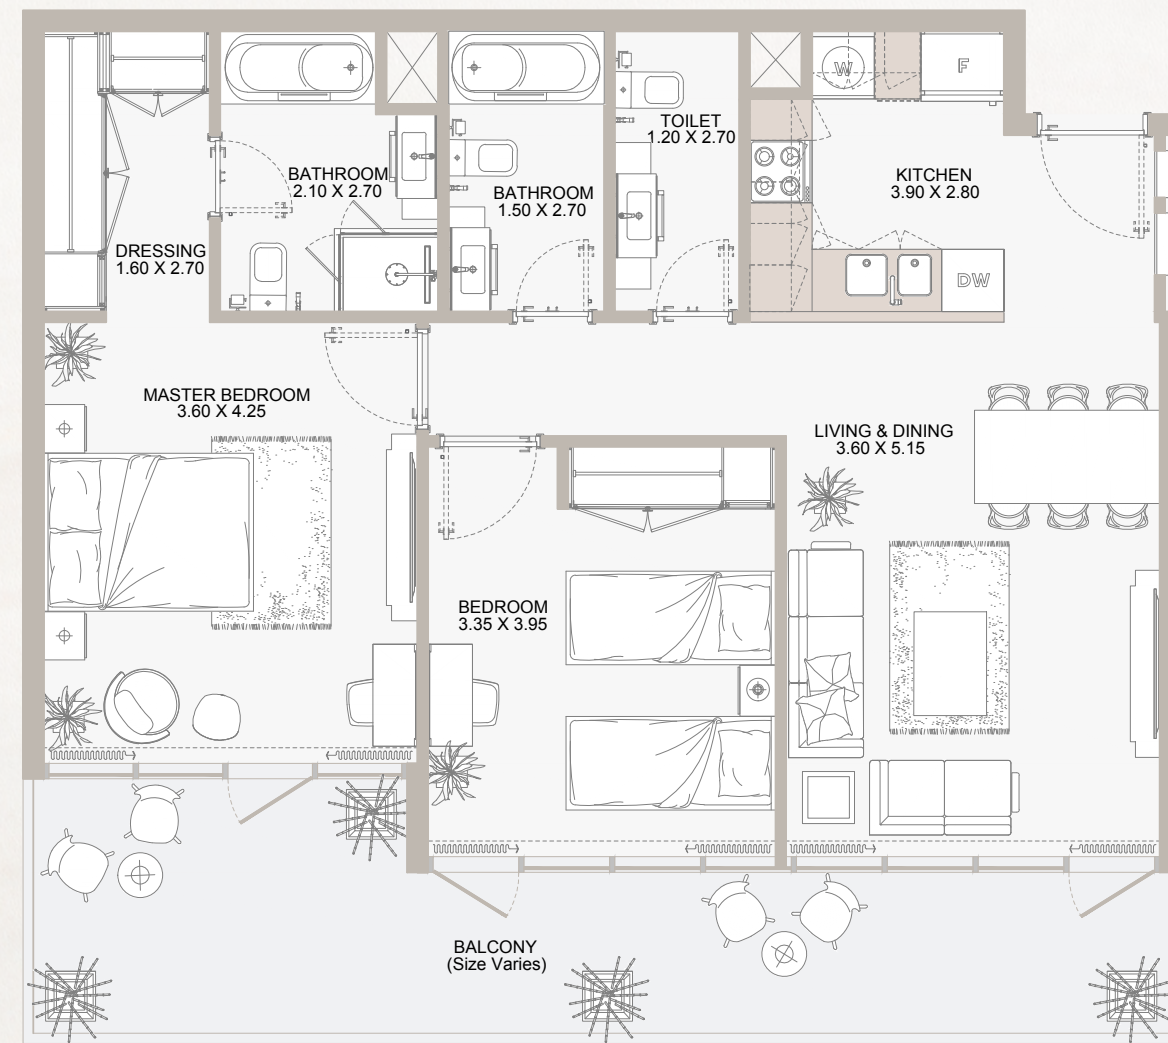 W
F
TOILET
1.20 X 2.70
BATHROOM
2.10 X 2.70
KITCHEN
3.90 X 2.80
BATHROOM
1.50 X 2.70
DRESSING
1.60 X 2.70
DW
MASTER BEDROOM
3.60 X 4.25
LIVING & DINING
3.60 X 5.15
BEDROOM
3.35 X 3.95
BALCONY
(Size Varies)